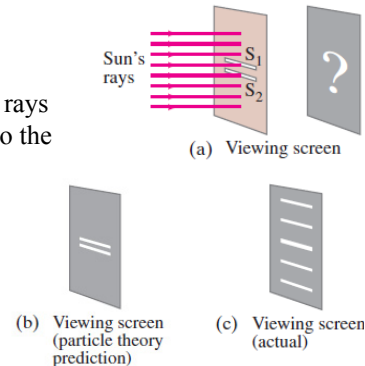 Sun's
rays
S₁
S₂
?
rays
o the
(a) Viewing screen
(b) Viewing screen
(particle theory
prediction)
(c) Viewing screen
(actual)